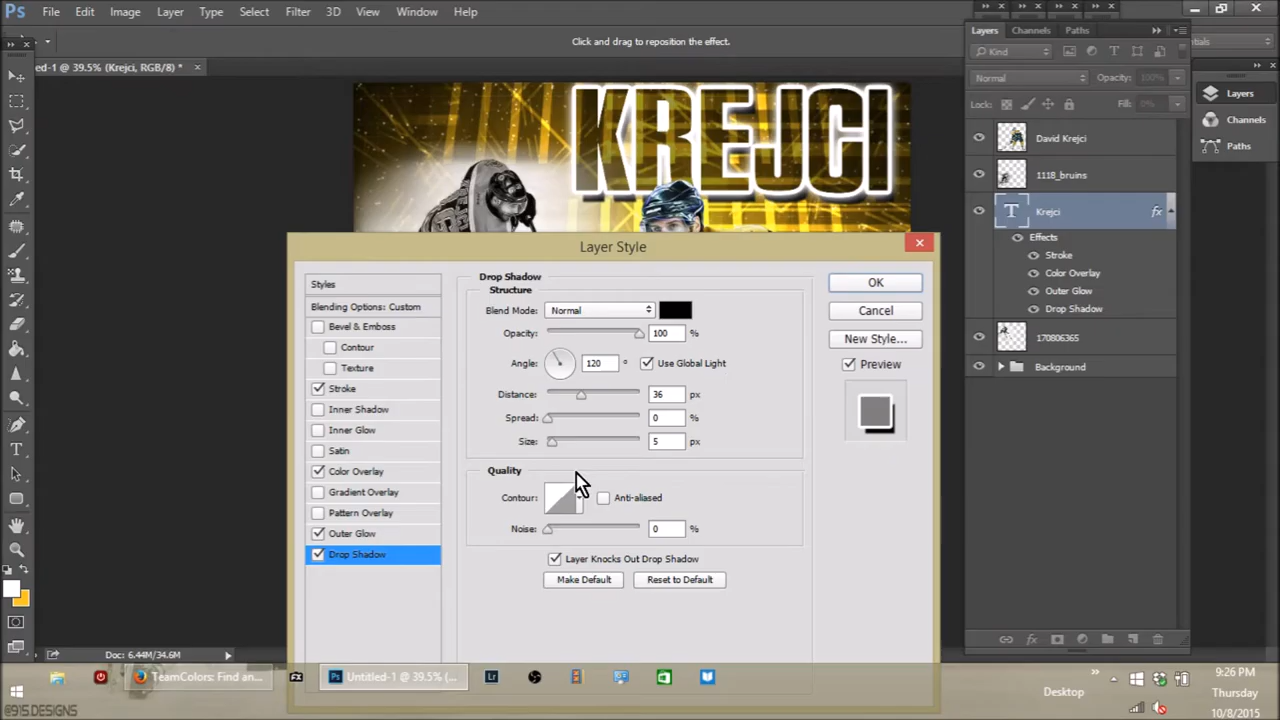 Ps File Edit Image Layer Type Select Filter 3D View Window Help
Click and drag to reposition the effect.
ed-1 @ 39.5% (Krejci, RGB/8) *
KREJCI
Layers Channels Paths
Kind
Normal Opacity: 100%
Lock: Fill: 0%
David Krejci
1118_bruins
T Krejci fx
Effects
Stroke
Color Overlay
Outer Glow
Drop Shadow
170806365
Background
entials
Layers
Channels
Paths
Layer Style
Styles
Blending Options: Custom
Bevel & Emboss
Contour
Texture
Stroke
Inner Shadow
Inner Glow
Satin
Color Overlay
Gradient Overlay
Pattern Overlay
Outer Glow
Drop Shadow
Drop Shadow
Structure
Blend Mode: Normal
Opacity: 100 %
Angle: 120 ° Use Global Light
Distance: 36 px
Spread: 0 %
Size: 5 px
Quality
Contour: Anti-aliased
Noise: 0 %
Layer Knocks Out Drop Shadow
Make Default Reset to Default
OK
Cancel
New Style...
Preview
Doc: 6.44M/34.6M
TeamColors: Find an...
Ps Untitled-1 @ 39.5% (...
Lr
Desktop
9:26 PM
Thursday
10/8/2015
@915.DESIGNS